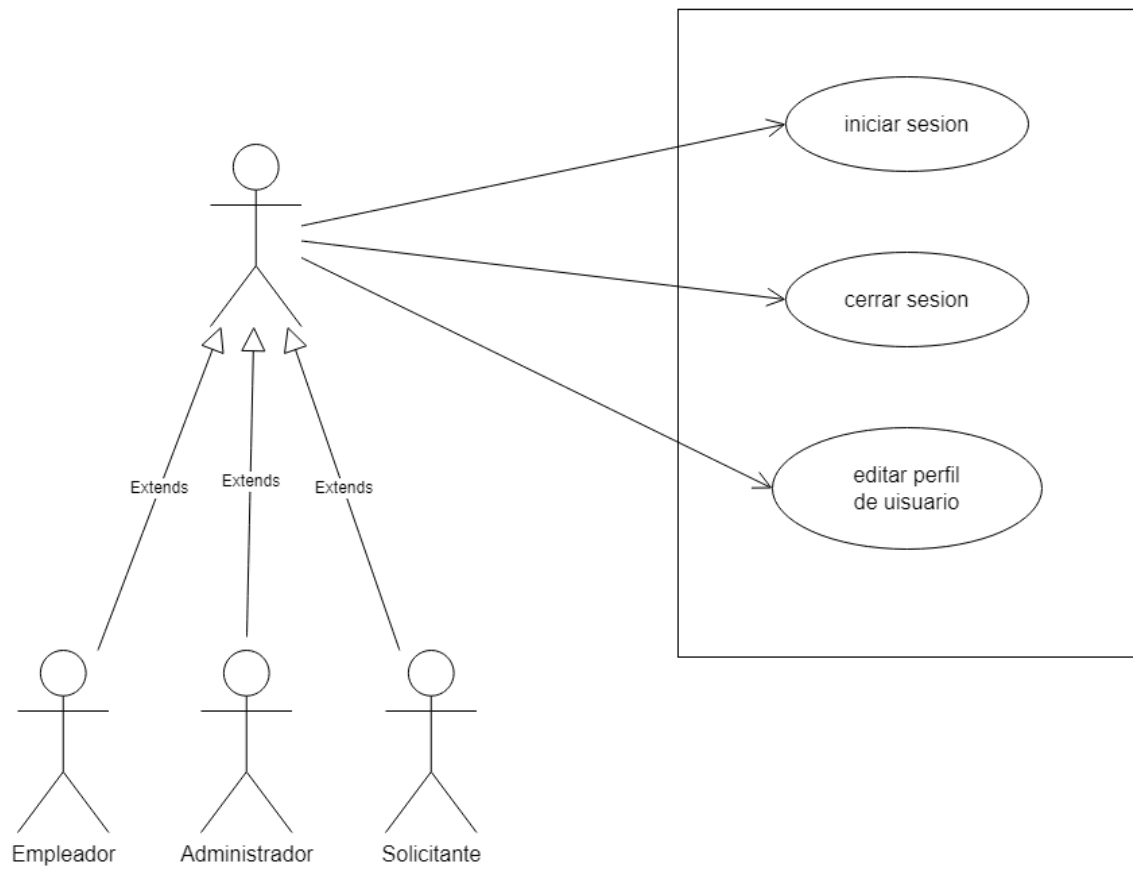 iniciar sesion
cerrar sesion
editar perfil
de uisuario
Extends
Extends
Extends
Empleador
Administrador
Solicitante